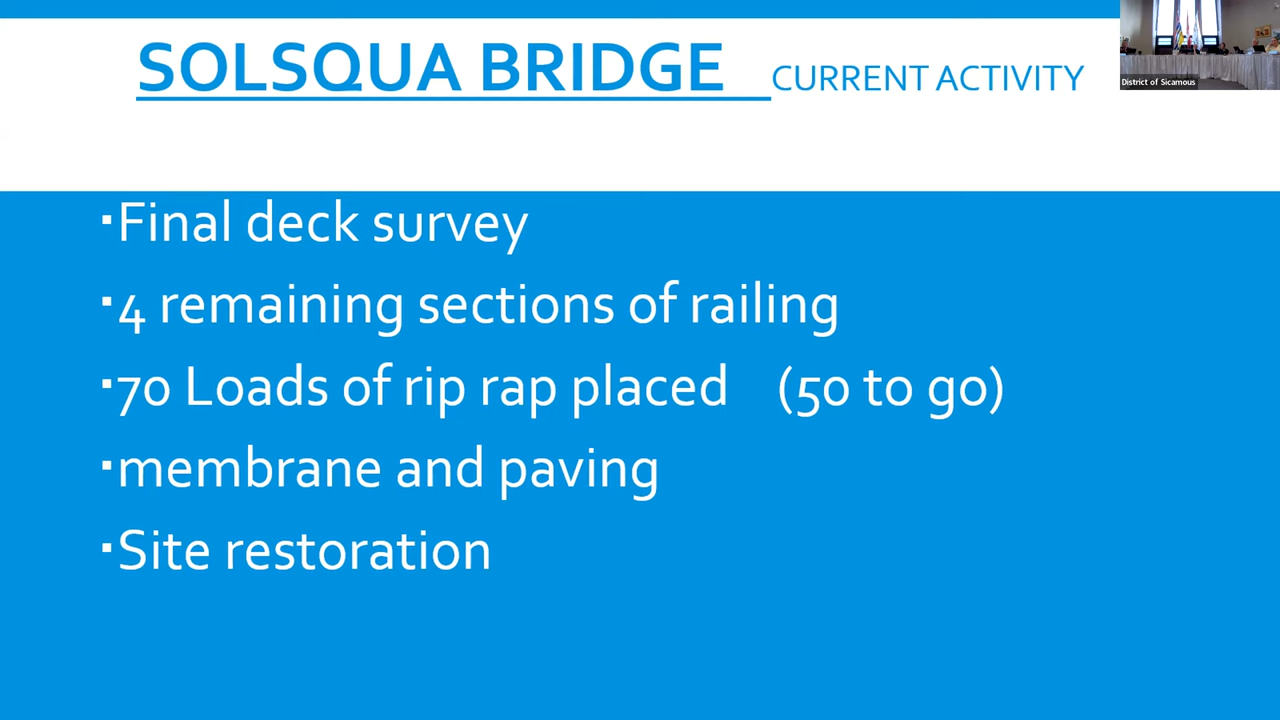 SOLSQUA BRIDGE CURRENT ACTIVITY
District of Sicamous
▪Final deck survey
▪4 remaining sections of railing
▪70 Loads of rip rap placed (50 to go)
▪membrane and paving
▪Site restoration